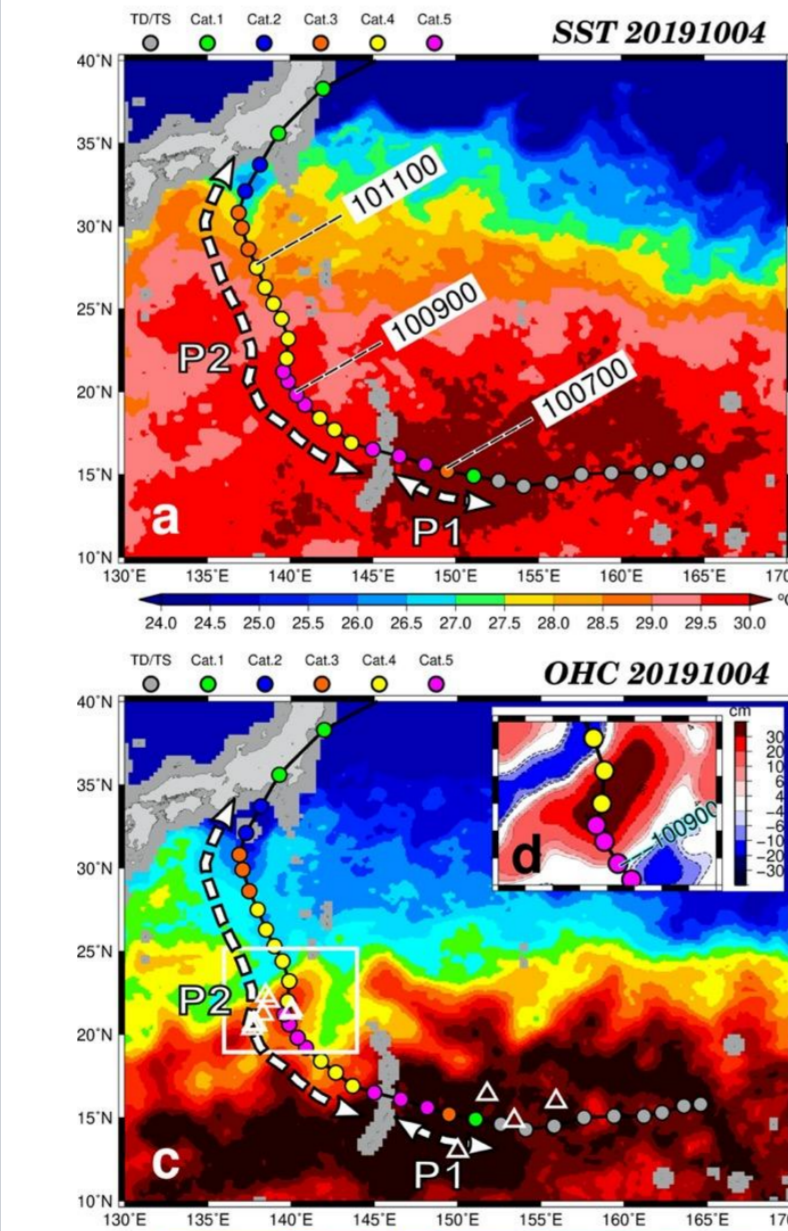 TD/TS Cat.1 Cat.2 Cat.3 Cat.4 Cat.5 SST 20191004
40°N
35°N
101100
30°N
25°N
100900
P2
20°N
100700
15°N
a
P1
10°N
130°E 135°E 140°E 145°E 150°E 155°E 160°E 165°E 170
24.0 24.5 25.0 25.5 26.0 26.5 27.0 27.5 28.0 28.5 29.0 29.5 30.0
TD/TS Cat.1 Cat.2 Cat.3 Cat.4 Cat.5 OHC 20191004
40°N
cm
30
20
10
6
4
-4
-6
-10
-20
-30
35°N
100900
d
30°N
25°N
P2
20°N
15°N
c
P1
10°N
130°E 135°E 140°E 145°E 150°E 155°E 160°E 165°E 170